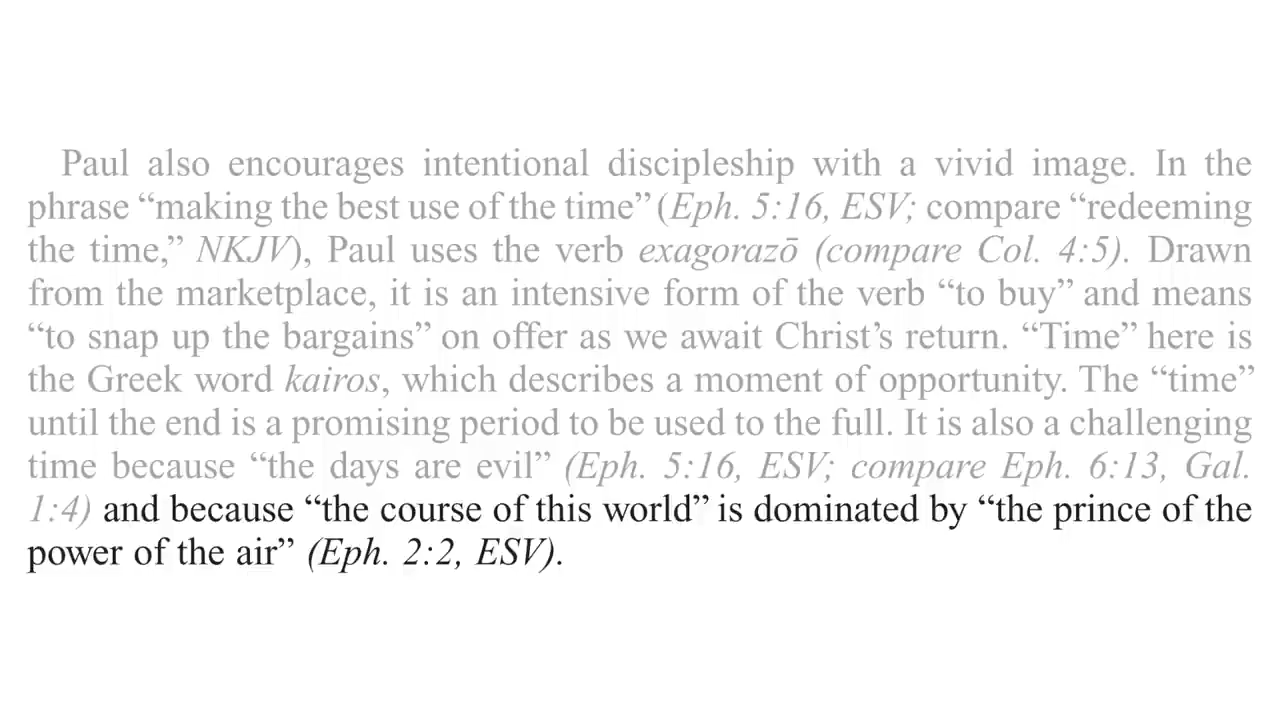 Paul also encourages intentional discipleship with a vivid image. In the
phrase “making the best use of the time” (Eph. 5:16, ESV; compare “redeeming
the time,” NKJV), Paul uses the verb exagorazō (compare Col. 4:5). Drawn
from the marketplace, it is an intensive form of the verb “to buy” and means
“to snap up the bargains” on offer as we await Christ’s return. “Time” here is
the Greek word kairos, which describes a moment of opportunity. The “time”
until the end is a promising period to be used to the full. It is also a challenging
time because “the days are evil” (Eph. 5:16, ESV; compare Eph. 6:13, Gal.
1:4) and because “the course of this world” is dominated by “the prince of the
power of the air” (Eph. 2:2, ESV).